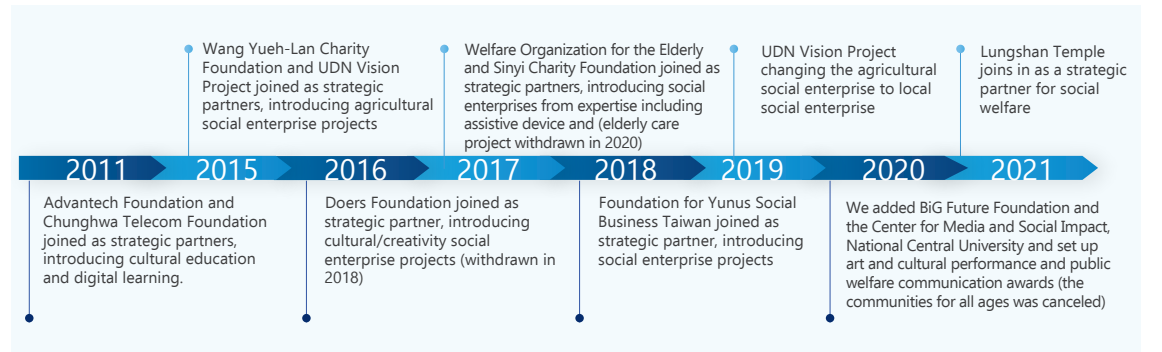 Wang Yueh-Lan Charity
Foundation and UDN Vision
Project joined as strategic
partners, introducing agricultural
social enterprise projects
Welfare Organization for the Elderly
and Sinyi Charity Foundation joined as
strategic partners, introducing social
enterprises from expertise including
assistive device and (elderly care
project withdrawn in 2020)
UDN Vision Project
changing the agricultural
social enterprise to local
social enterprise
Lungshan Temple
joins in as a strategic
partner for social
welfare
2011 2015 2016 2017 2018 2019 2020 2021
Advantech Foundation and
Chunghwa Telecom Foundation
joined as strategic partners,
introducing cultural education
and digital learning.
Doers Foundation joined as
strategic partner, introducing
cultural/creativity social
enterprise projects (withdrawn in
2018)
Foundation for Yunus Social
Business Taiwan joined as
strategic partner, introducing
social enterprise projects
We added BiG Future Foundation and
the Center for Media and Social Impact,
National Central University and set up
art and cultural performance and public
welfare communication awards (the
communities for all ages was canceled)